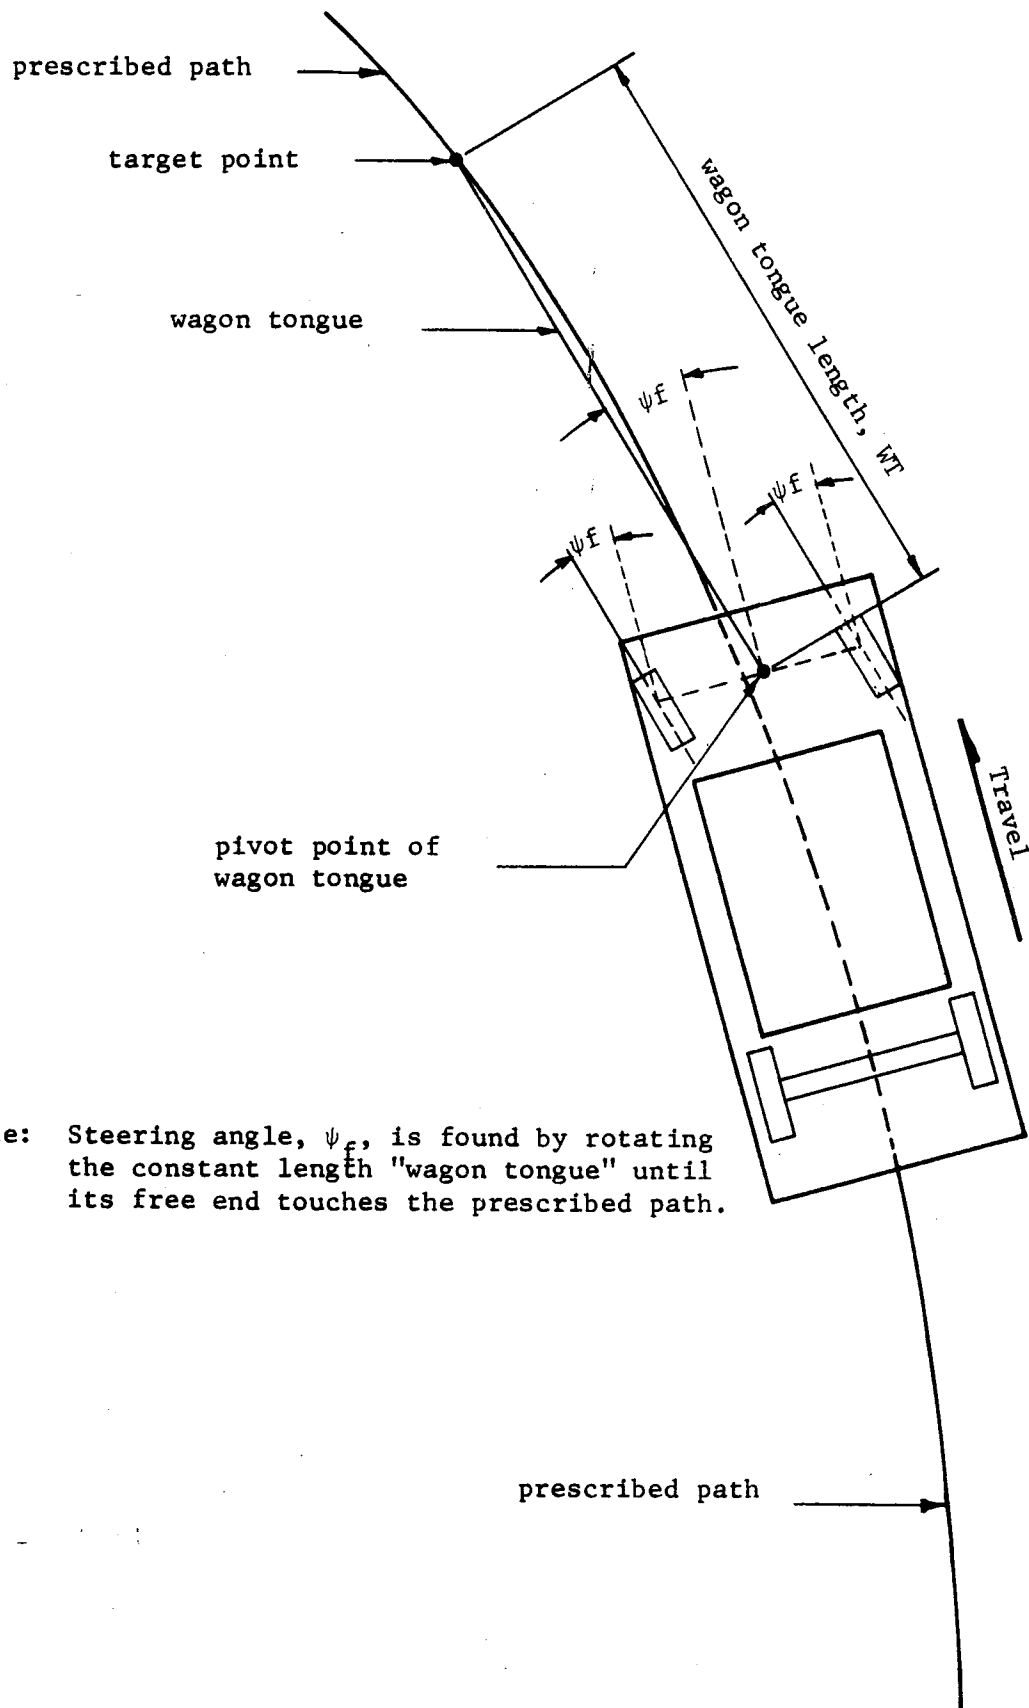 prescribed path
target point
wagon tongue
wagon tongue length, WT
ψf
ψf
ψf
Travel
pivot point of
wagon tongue
e: Steering angle, ψf, is found by rotating
the constant length "wagon tongue" until
its free end touches the prescribed path.
prescribed path